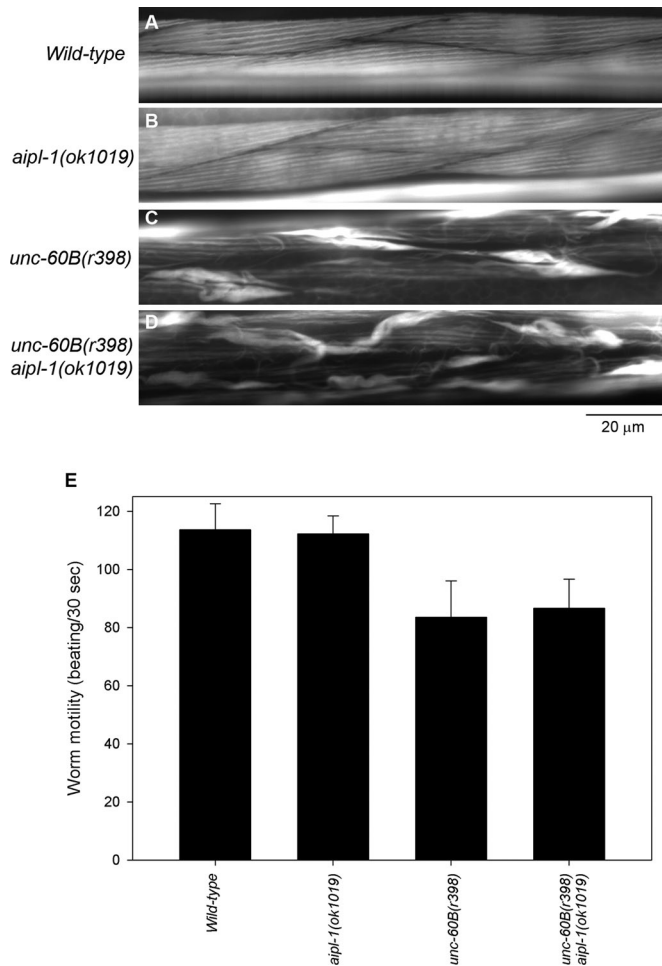 A
Wild-type
B
aipl-1(ok1019)
C
unc-60B(r398)
D
unc-60B(r398)
aipl-1(ok1019)
20 μm
E
Worm motility (beating/30 sec)
120
100
80
60
40
20
0
Wild-type
aipl-1(ok1019)
unc-60B(r398)
unc-60B(r398)
aipl-1(ok1019)